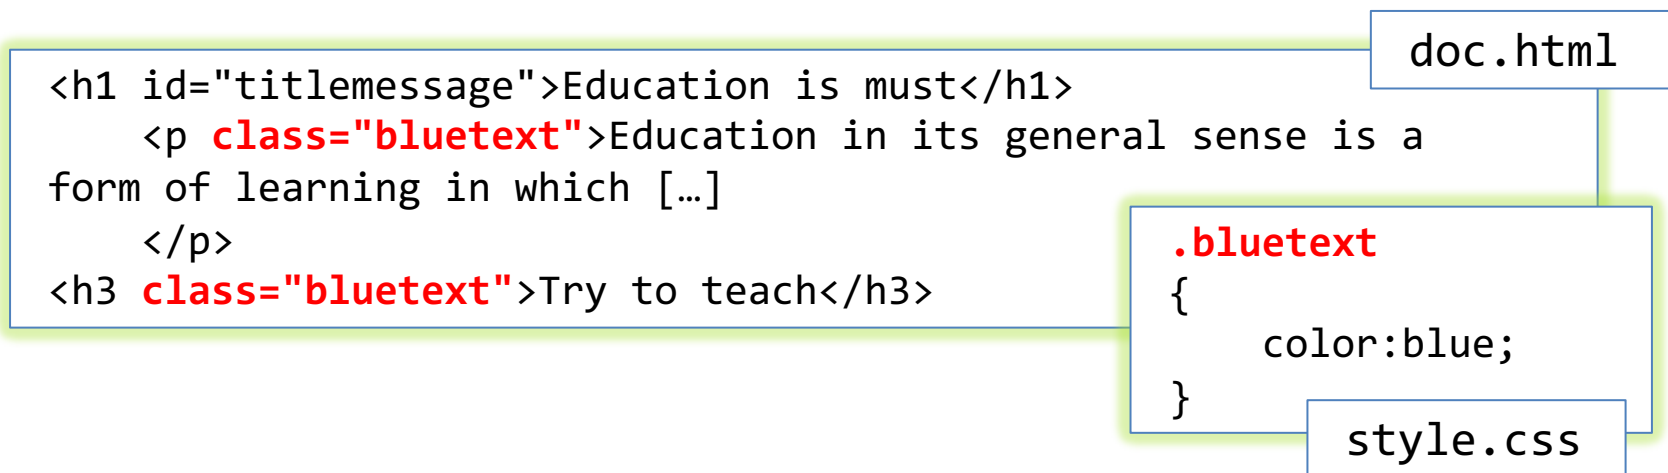 doc.html
<h1 id="titlemessage">Education is must</h1>
<p class="bluetext">Education in its general sense is a
form of learning in which […]
</p>
<h3 class="bluetext">Try to teach</h3>
.bluetext
{
color:blue;
}
style.css